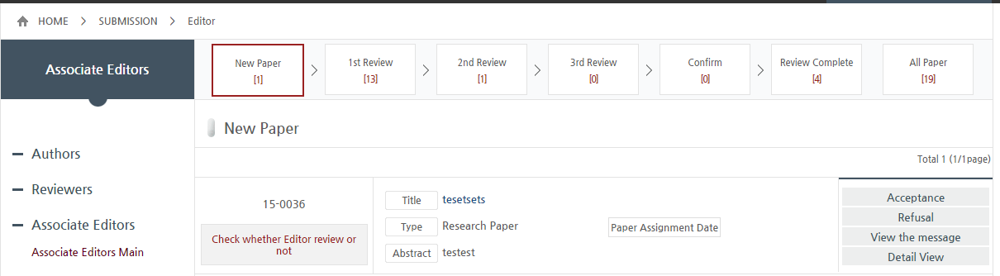 HOME > SUBMISSION > Editor
Associate Editors
New Paper
[1]
1st Review
[13]
2nd Review
[1]
3rd Review
[0]
Confirm
[0]
Review Complete
[4]
All Paper
[19]
Authors
Reviewers
Associate Editors
Associate Editors Main
New Paper
Total 1 (1/1page)
15-0036
Check whether Editor review or
not
Title tesetsets
Type Research Paper
Abstract testest
Paper Assignment Date
Acceptance
Refusal
View the message
Detail View